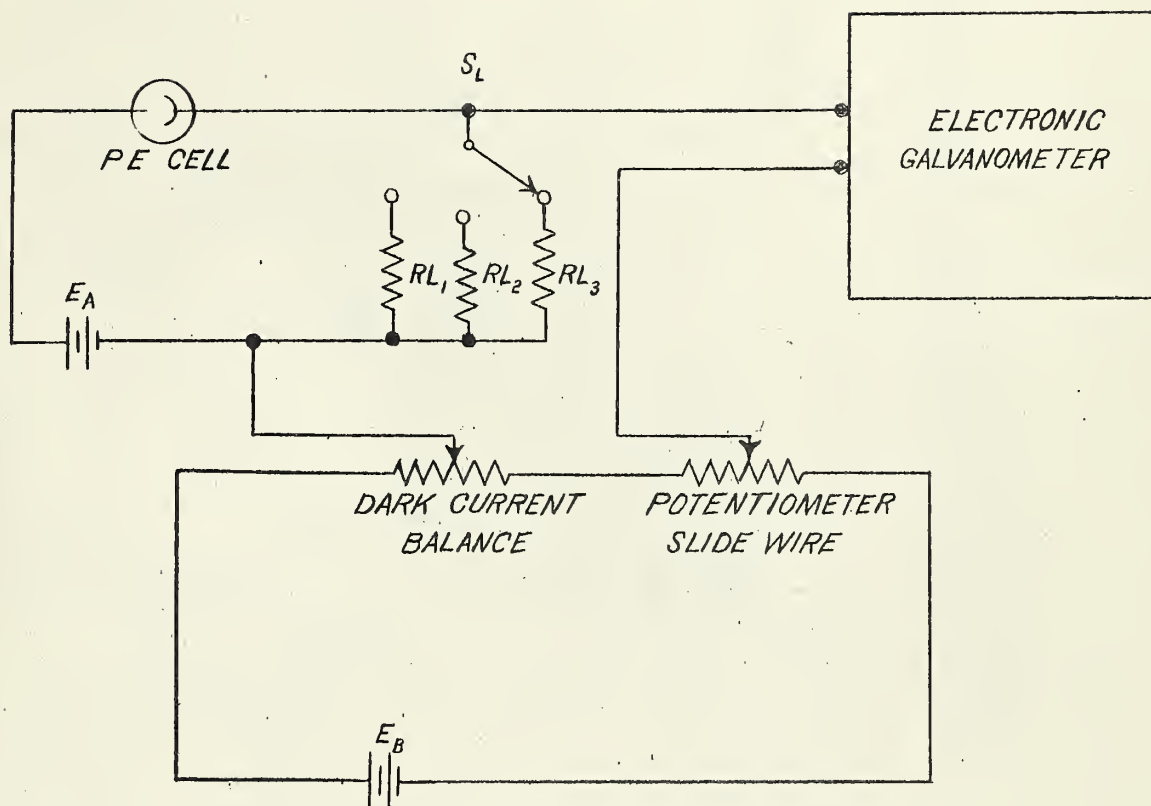 S_L
ELECTRONIC
GALVANOMETER
PE CELL
RL_1
RL_2
RL_3
E_A
DARK CURRENT
BALANCE
POTENTIOMETER
SLIDE WIRE
E_B